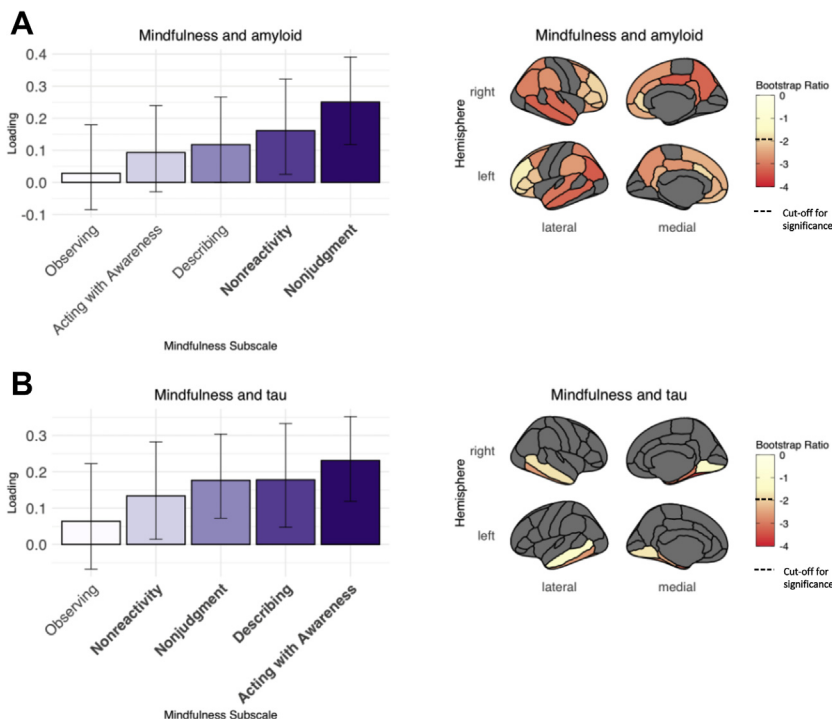 A
Mindfulness and amyloid
Loading
0.4
0.3
0.2
0.1
0.0
-0.1
Observing
Acting with Awareness
Describing
Nonreactivity
Nonjudgment
Mindfulness Subscale
Mindfulness and amyloid
Hemisphere
right
left
lateral
medial
Bootstrap Ratio
0
-1
-2
-3
-4
Cut-off for
significance
B
Mindfulness and tau
Loading
0.3
0.2
0.1
0.0
Observing
Nonreactivity
Nonjudgment
Describing
Acting with Awareness
Mindfulness Subscale
Mindfulness and tau
Hemisphere
right
left
lateral
medial
Bootstrap Ratio
0
-1
-2
-3
-4
Cut-off for
significance